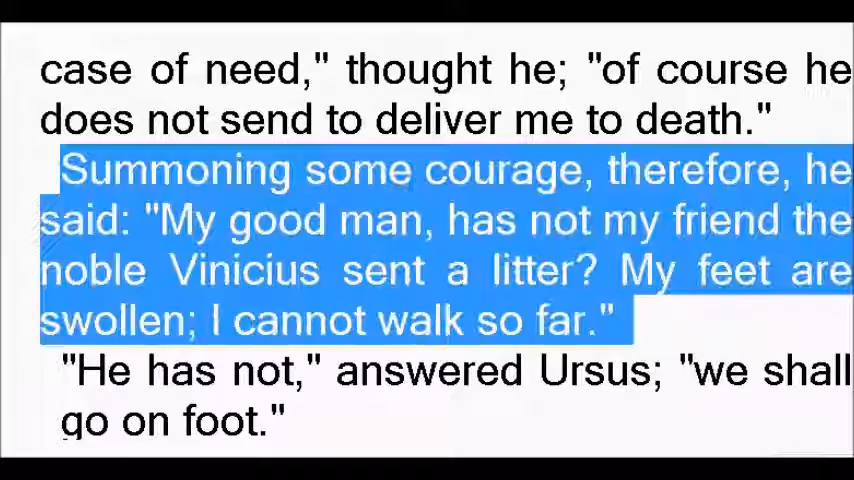 case of need," thought he; "of course he
does not send to deliver me to death."
Summoning some courage, therefore, he
said: "My good man, has not my friend the
noble Vinicius sent a litter? My feet are
swollen; I cannot walk so far."
"He has not," answered Ursus; "we shall
go on foot."